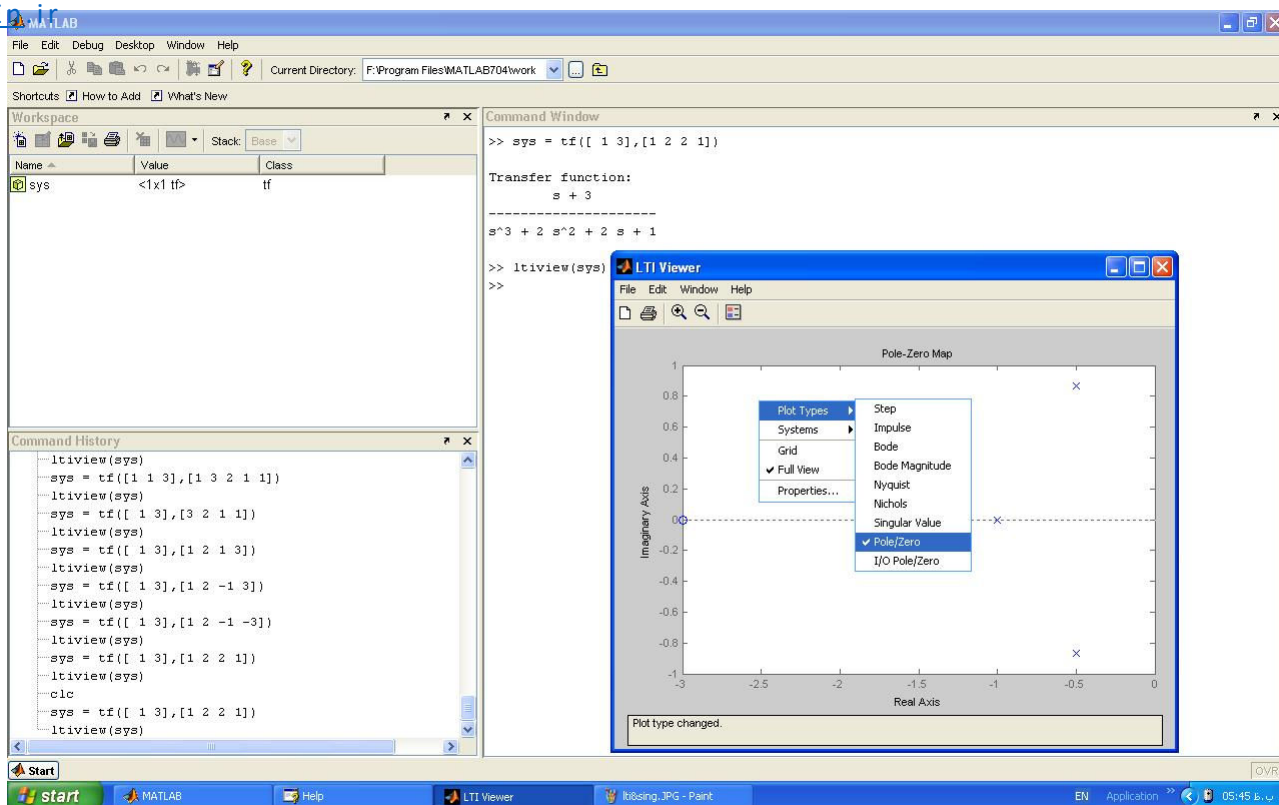 p.ir
MATLAB
File Edit Debug Desktop Window Help
Current Directory: F:\Program Files\MATLAB704\work
Shortcuts How to Add What's New
Workspace
Stack: Base
Name Value Class
sys <1x1 tf> tf
Command History
ltiview(sys)
sys = tf([1 1 3],[1 3 2 1 1])
ltiview(sys)
sys = tf([ 1 3],[3 2 1 1])
ltiview(sys)
sys = tf([ 1 3],[1 2 1 3])
ltiview(sys)
sys = tf([ 1 3],[1 2 -1 3])
ltiview(sys)
sys = tf([ 1 3],[1 2 -1 -3])
ltiview(sys)
sys = tf([ 1 3],[1 2 2 1])
ltiview(sys)
clc
sys = tf([ 1 3],[1 2 2 1])
ltiview(sys)
Command Window
>> sys = tf([ 1 3],[1 2 2 1])
Transfer function:
s + 3
---------------------
s^3 + 2 s^2 + 2 s + 1
>> ltiview(sys)
>>
LTI Viewer
File Edit Window Help
Pole-Zero Map
1
0.8
0.6
0.4
0.2
0
-0.2
-0.4
-0.6
-0.8
-1
Imaginary Axis
-3 -2.5 -2 -1.5 -1 -0.5 0
Real Axis
Plot Types
Systems
Grid
Full View
Properties...
Step
Impulse
Bode
Bode Magnitude
Nyquist
Nichols
Singular Value
Pole/Zero
I/O Pole/Zero
Plot type changed.
Start
OVR
start MATLAB Help LTI Viewer lti&sing.JPG - Paint EN Application 05:45 ب.ظ